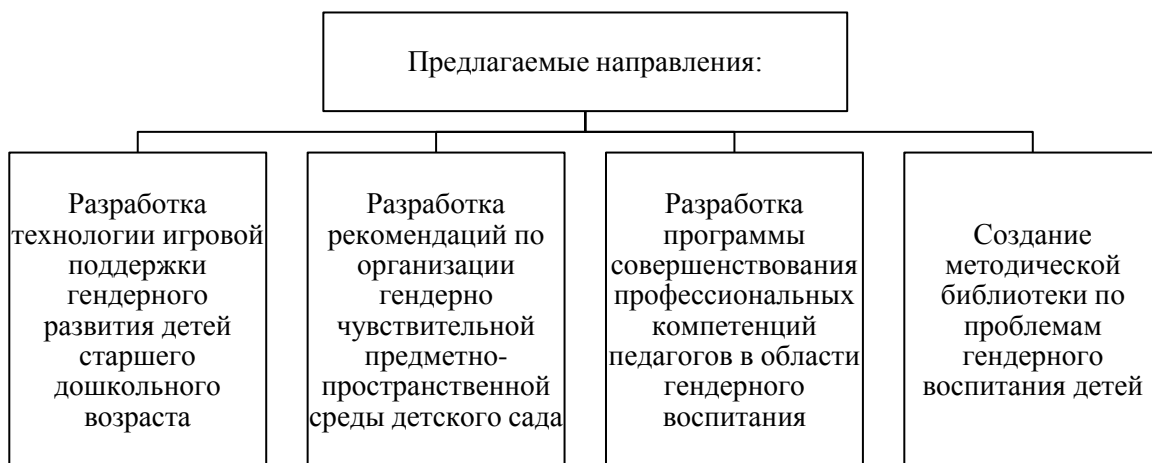 Предлагаемые направления:
Разработка
технологии игровой
поддержки
гендерного
развития детей
старшего
дошкольного
возраста
Разработка
рекомендаций по
организации
гендерно
чувствительной
предметно-
пространственной
среды детского сада
Разработка
программы
совершенствования
профессиональных
компетенций
педагогов в области
гендерного
воспитания
Создание
методической
библиотеки по
проблемам
гендерного
воспитания детей